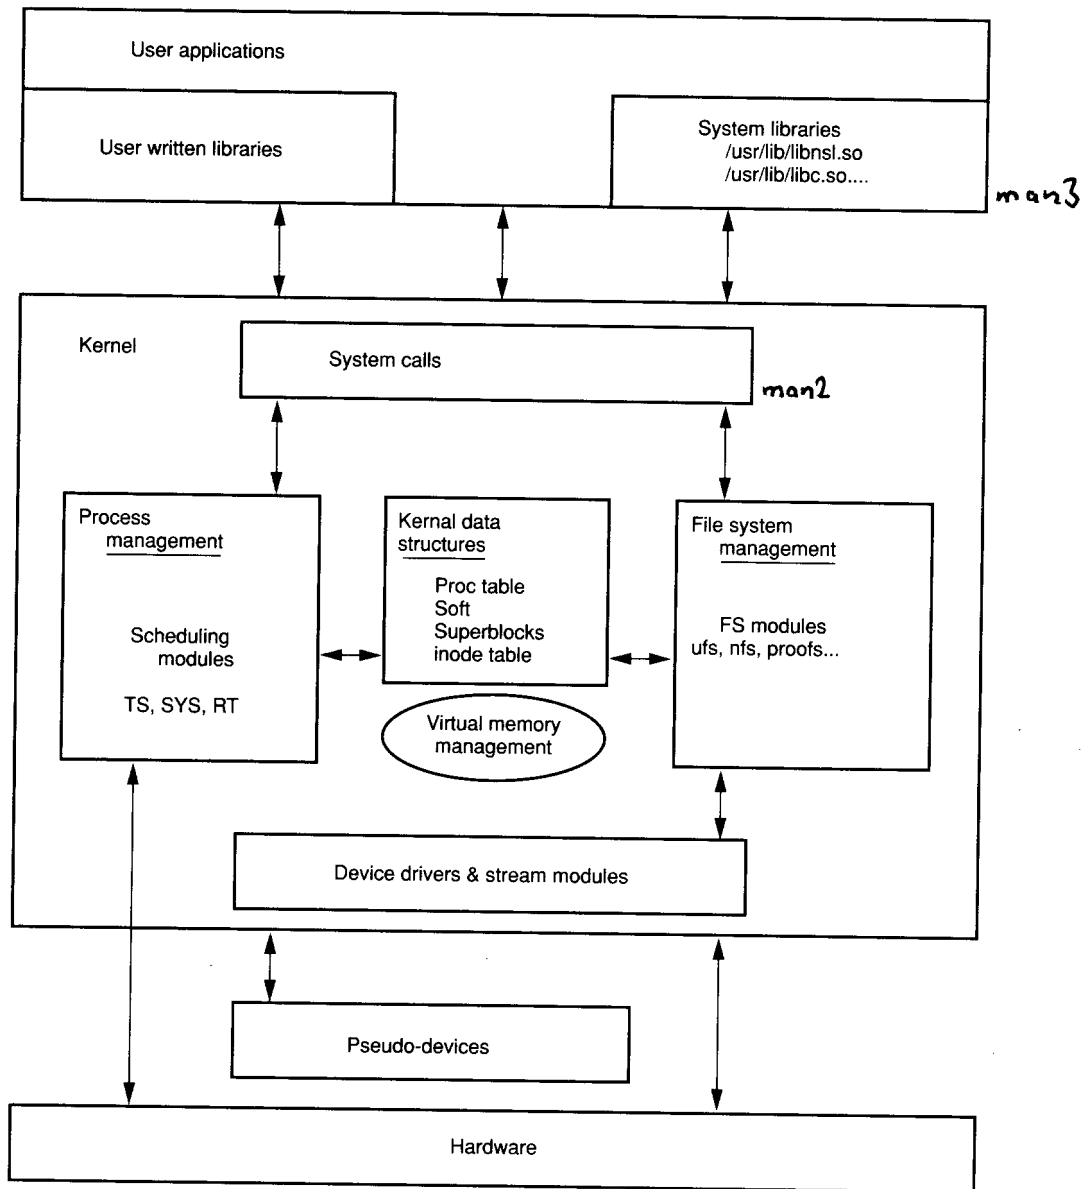 User applications
User written libraries
System libraries
/usr/lib/libnsl.so
/usr/lib/libc.so....
man3
Kernel
System calls
man2
Process
management
Scheduling
modules
TS, SYS, RT
Kernal data
structures
Proc table
Soft
Superblocks
inode table
Virtual memory
management
File system
management
FS modules
ufs, nfs, proofs...
Device drivers & stream modules
Pseudo-devices
Hardware